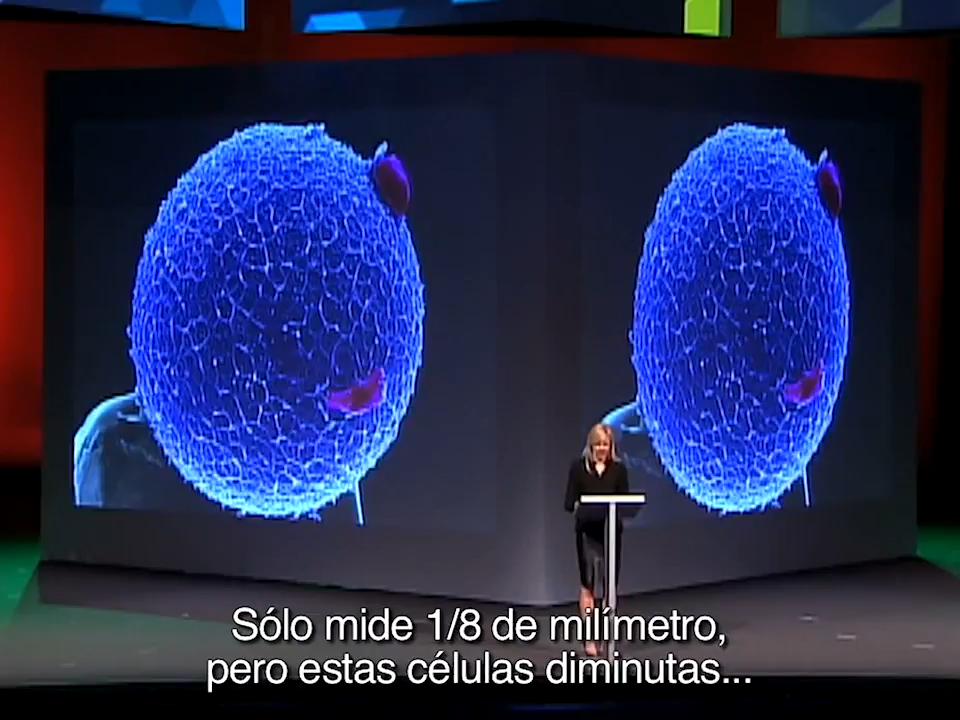 Sólo mide 1/8 de milímetro,
pero estas células diminutas...